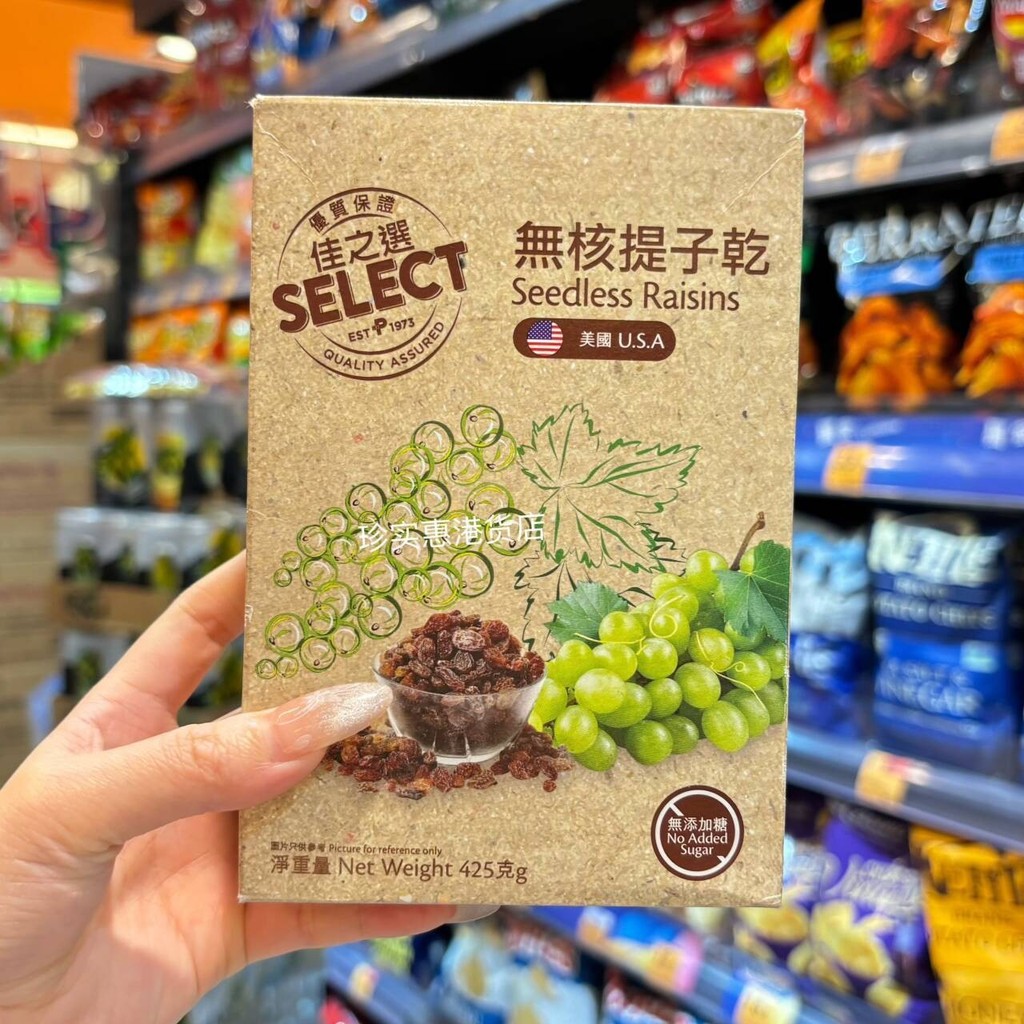 優質保證
佳之選
SELECT
EST P 1973
QUALITY ASSURED
無核提子乾
Seedless Raisins
美國 U.S.A
珍实惠港货店
無添加糖
No Added
Sugar
圖片只供參考 Picture for reference only
淨重量 Net Weight 425克g